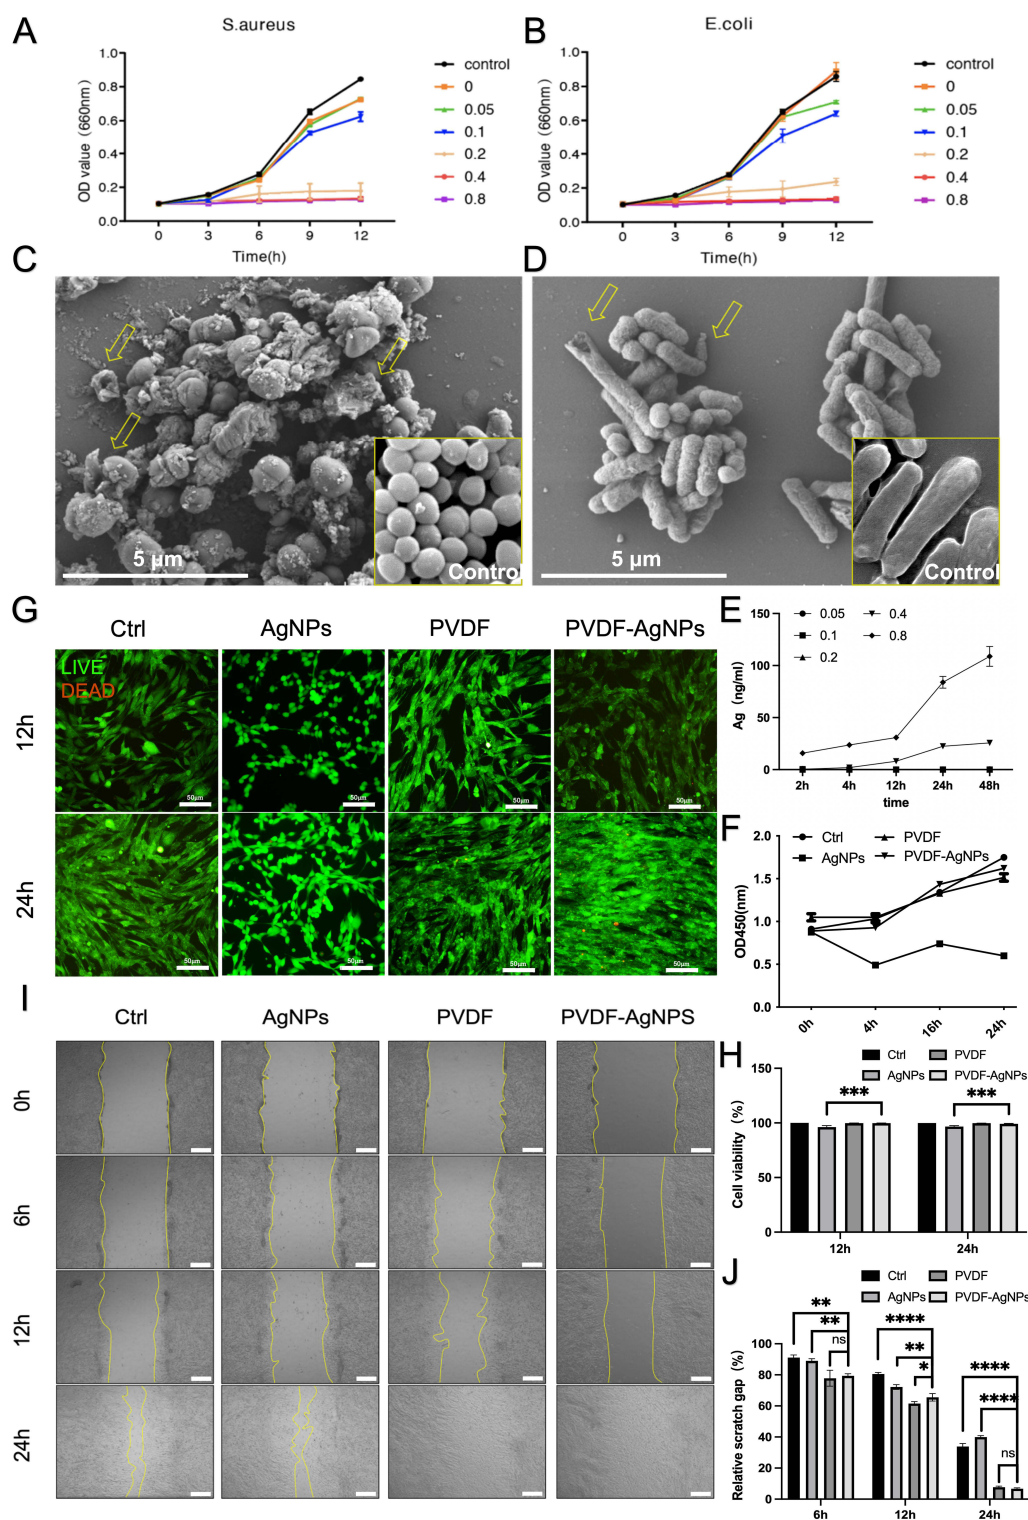 A
S.aureus
OD value (660nm)
1.0
0.8
0.6
0.4
0.2
0.0
0 3 6 9 12
Time(h)
control
0
0.05
0.1
0.2
0.4
0.8
B
E.coli
OD value (660nm)
1.0
0.8
0.6
0.4
0.2
0.0
0 3 6 9 12
Time(h)
control
0
0.05
0.1
0.2
0.4
0.8
C
5 µm
Control
D
5 µm
Control
G
Ctrl AgNPs PVDF PVDF-AgNPs
LIVE
DEAD
12h
50µm 50µm 50µm 50µm
24h
50µm 50µm 50µm 50µm
E
0.05 0.4
0.1 0.8
0.2
Ag (ng/ml)
150
100
50
0
2h 4h 12h 24h 48h
time
F
Ctrl PVDF
AgNPs PVDF-AgNPs
OD450(nm)
2.0
1.5
1.0
0.5
0.0
0h 4h 16h 24h
I
Ctrl AgNPs PVDF PVDF-AgNPS
0h
6h
12h
24h
H
Ctrl PVDF
AgNPs PVDF-AgNPs
Cell viability (%)
150
100
50
0
*** ***
12h 24h
J
Ctrl PVDF
AgNPs PVDF-AgNPs
Relative scratch gap (%)
100
80
60
40
20
0
**
**
ns
****
**
*
****
****
ns
6h 12h 24h